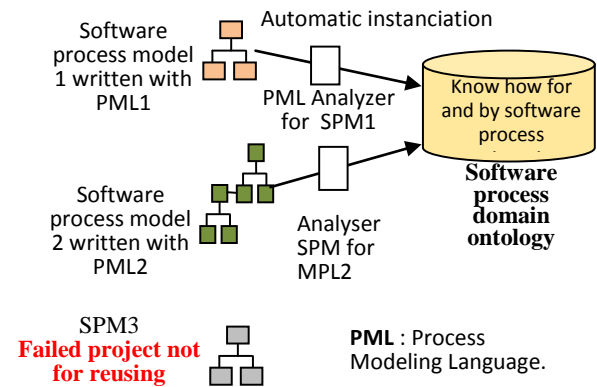 Automatic instanciation
Software
process model
1 written with
PML1
PML Analyzer
for SPM1
Know how for
and by software
process
Software
process
domain
ontology
Software
process model
2 written with
PML2
Analyser
SPM for
MPL2
SPM3
Failed project not
for reusing
PML : Process
Modeling Language.